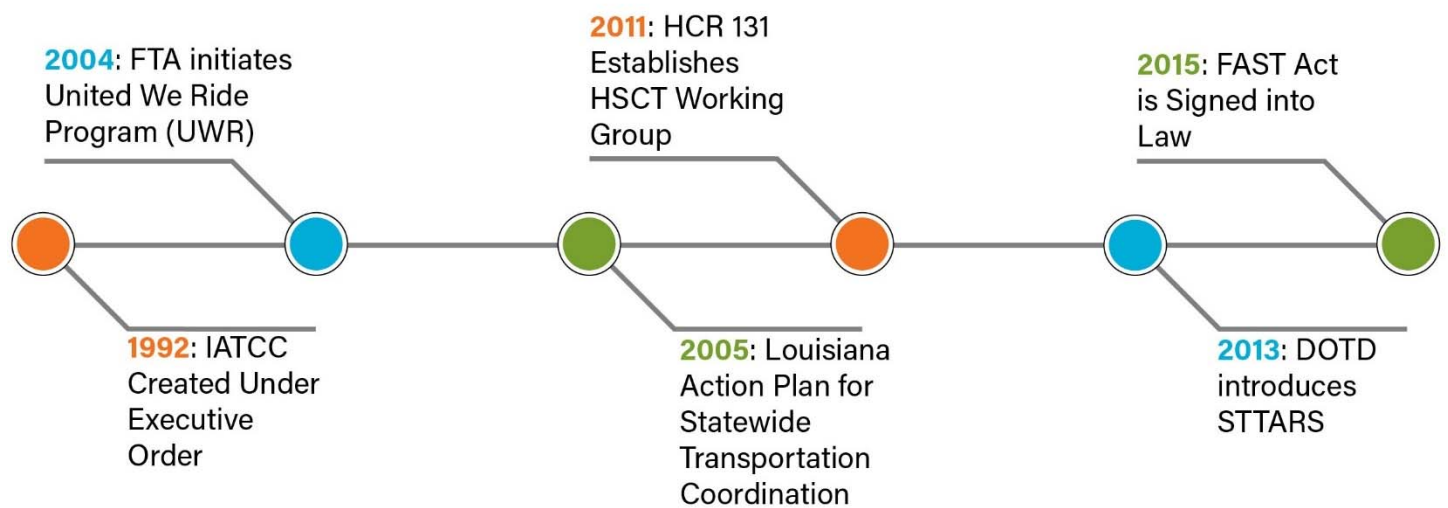 2004: FTA initiates
United We Ride
Program (UWR)
2011: HCR 131
Establishes
HSCT Working
Group
2015: FAST Act
is Signed into
Law
1992: IATCC
Created Under
Executive
Order
2005: Louisiana
Action Plan for
Statewide
Transportation
Coordination
2013: DOTD
introduces
STTARS